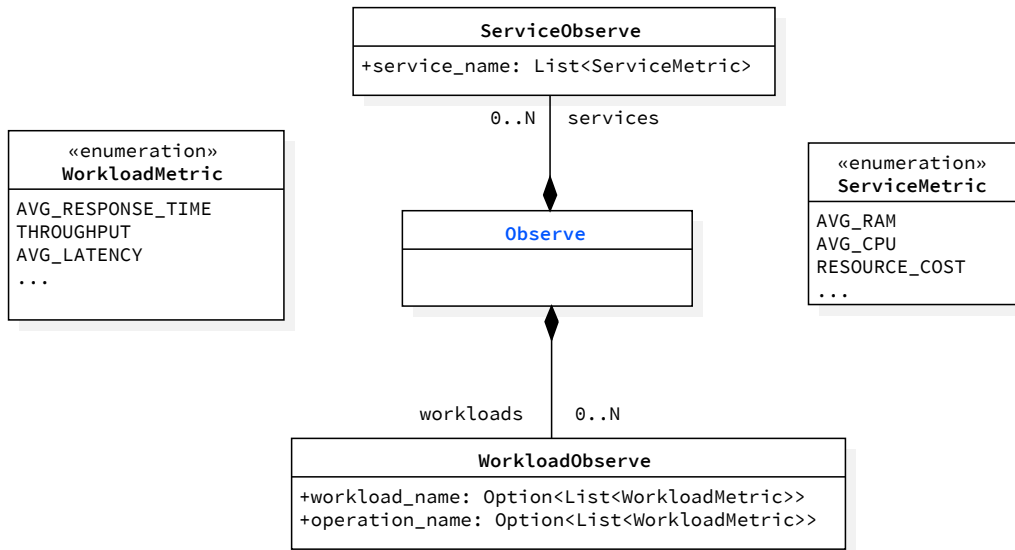 ServiceObserve
+service_name: List<ServiceMetric>
0..N services
«enumeration»
WorkloadMetric
AVG_RESPONSE_TIME
THROUGHPUT
AVG_LATENCY
...
Observe
«enumeration»
ServiceMetric
AVG_RAM
AVG_CPU
RESOURCE_COST
...
workloads 0..N
WorkloadObserve
+workload_name: Option<List<WorkloadMetric>>
+operation_name: Option<List<WorkloadMetric>>